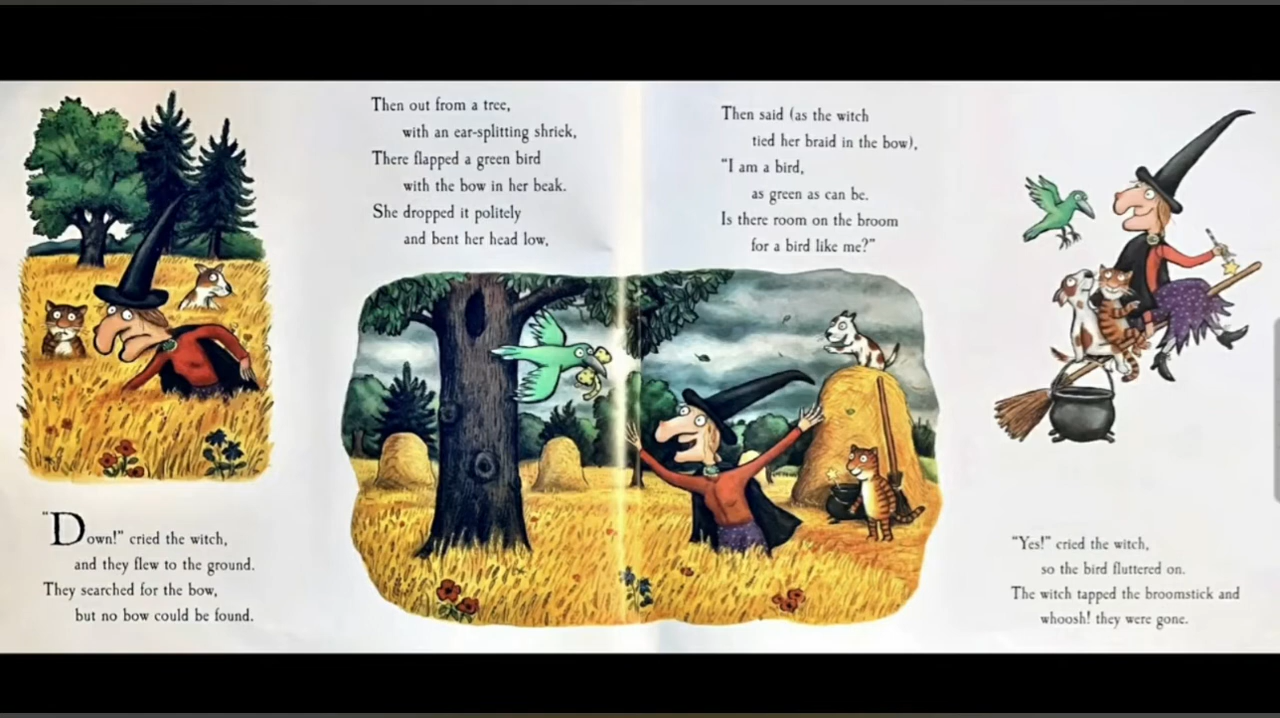 "Down!" cried the witch,
and they flew to the ground.
They searched for the bow,
but no bow could be found.
Then out from a tree,
with an ear-splitting shriek,
There flapped a green bird
with the bow in her beak.
She dropped it politely
and bent her head low,
Then said (as the witch
tied her braid in the bow),
"I am a bird,
as green as can be.
Is there room on the broom
for a bird like me?"
"Yes!" cried the witch,
so the bird fluttered on.
The witch tapped the broomstick and
whoosh! they were gone.